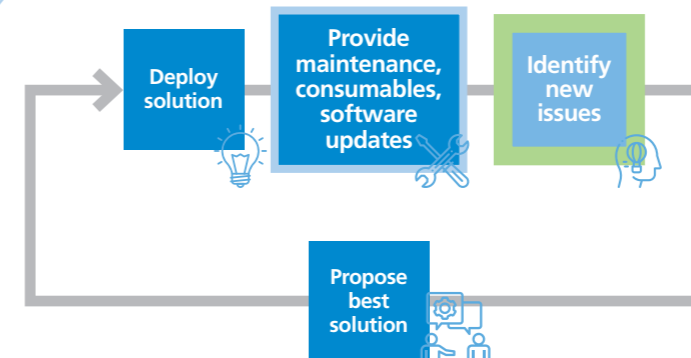 Deploy
solution
Provide
maintenance,
consumables,
software
updates
Identify
new
issues
Propose
best
solution